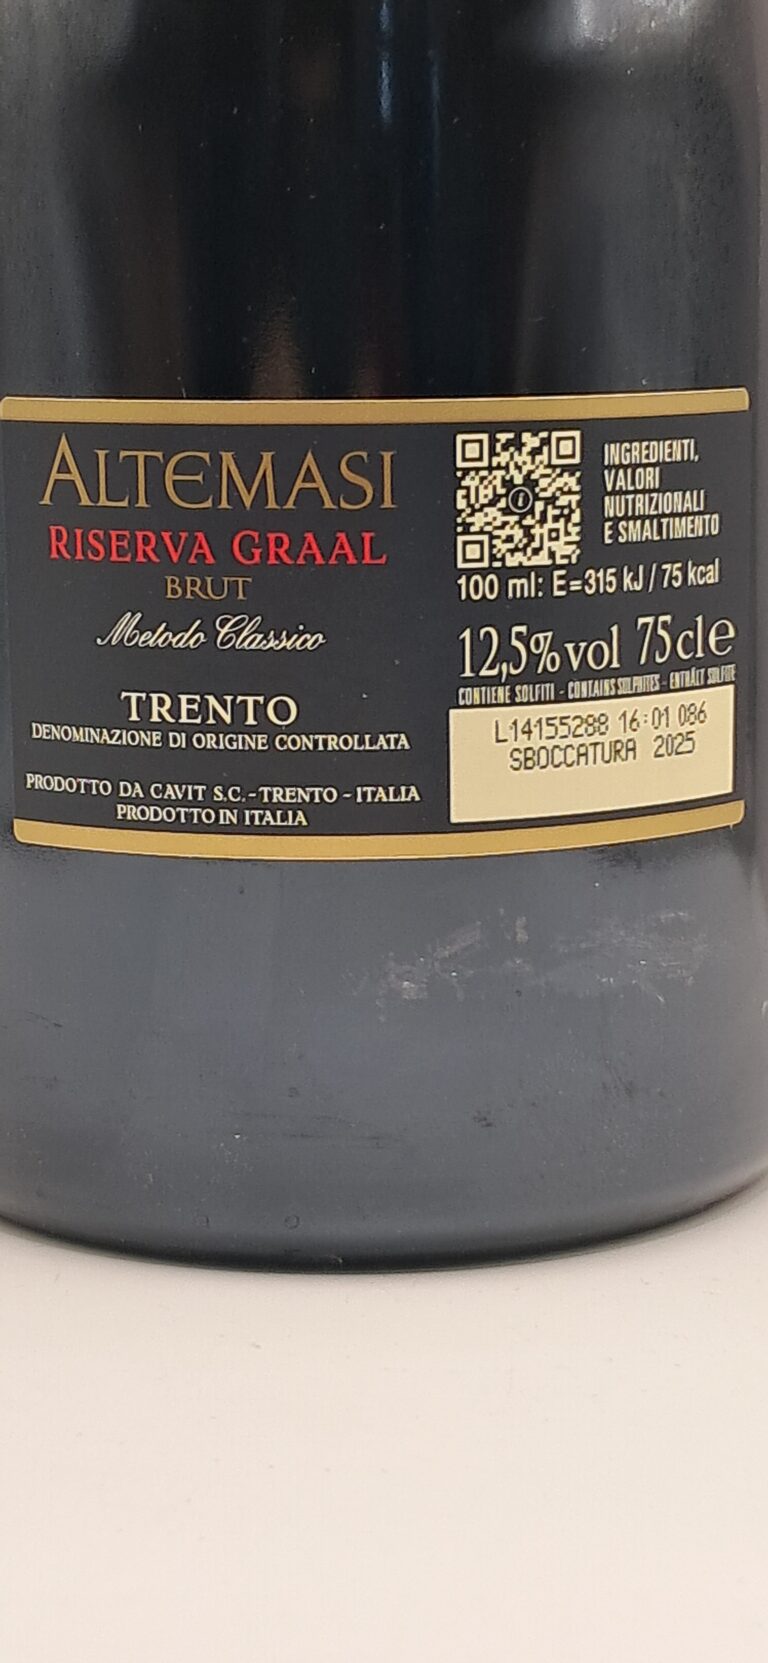 ALTEMASI
RISERVA GRAAL
BRUT
Metodo Classico
TRENTO
DENOMINAZIONE DI ORIGINE CONTROLLATA
PRODOTTO DA CAVIT S.C. - TRENTO - ITALIA
PRODOTTO IN ITALIA
INGREDIENTI,
VALORI
NUTRIZIONALI
E SMALTIMENTO
100 ml: E=315 kJ / 75 kcal
12,5%vol 75cl e
CONTIENE SOLFITI - CONTAINS SULPHITES - ENTHÄLT SULFITE
L14155288 16:01 086
SBOCCATURA 2025